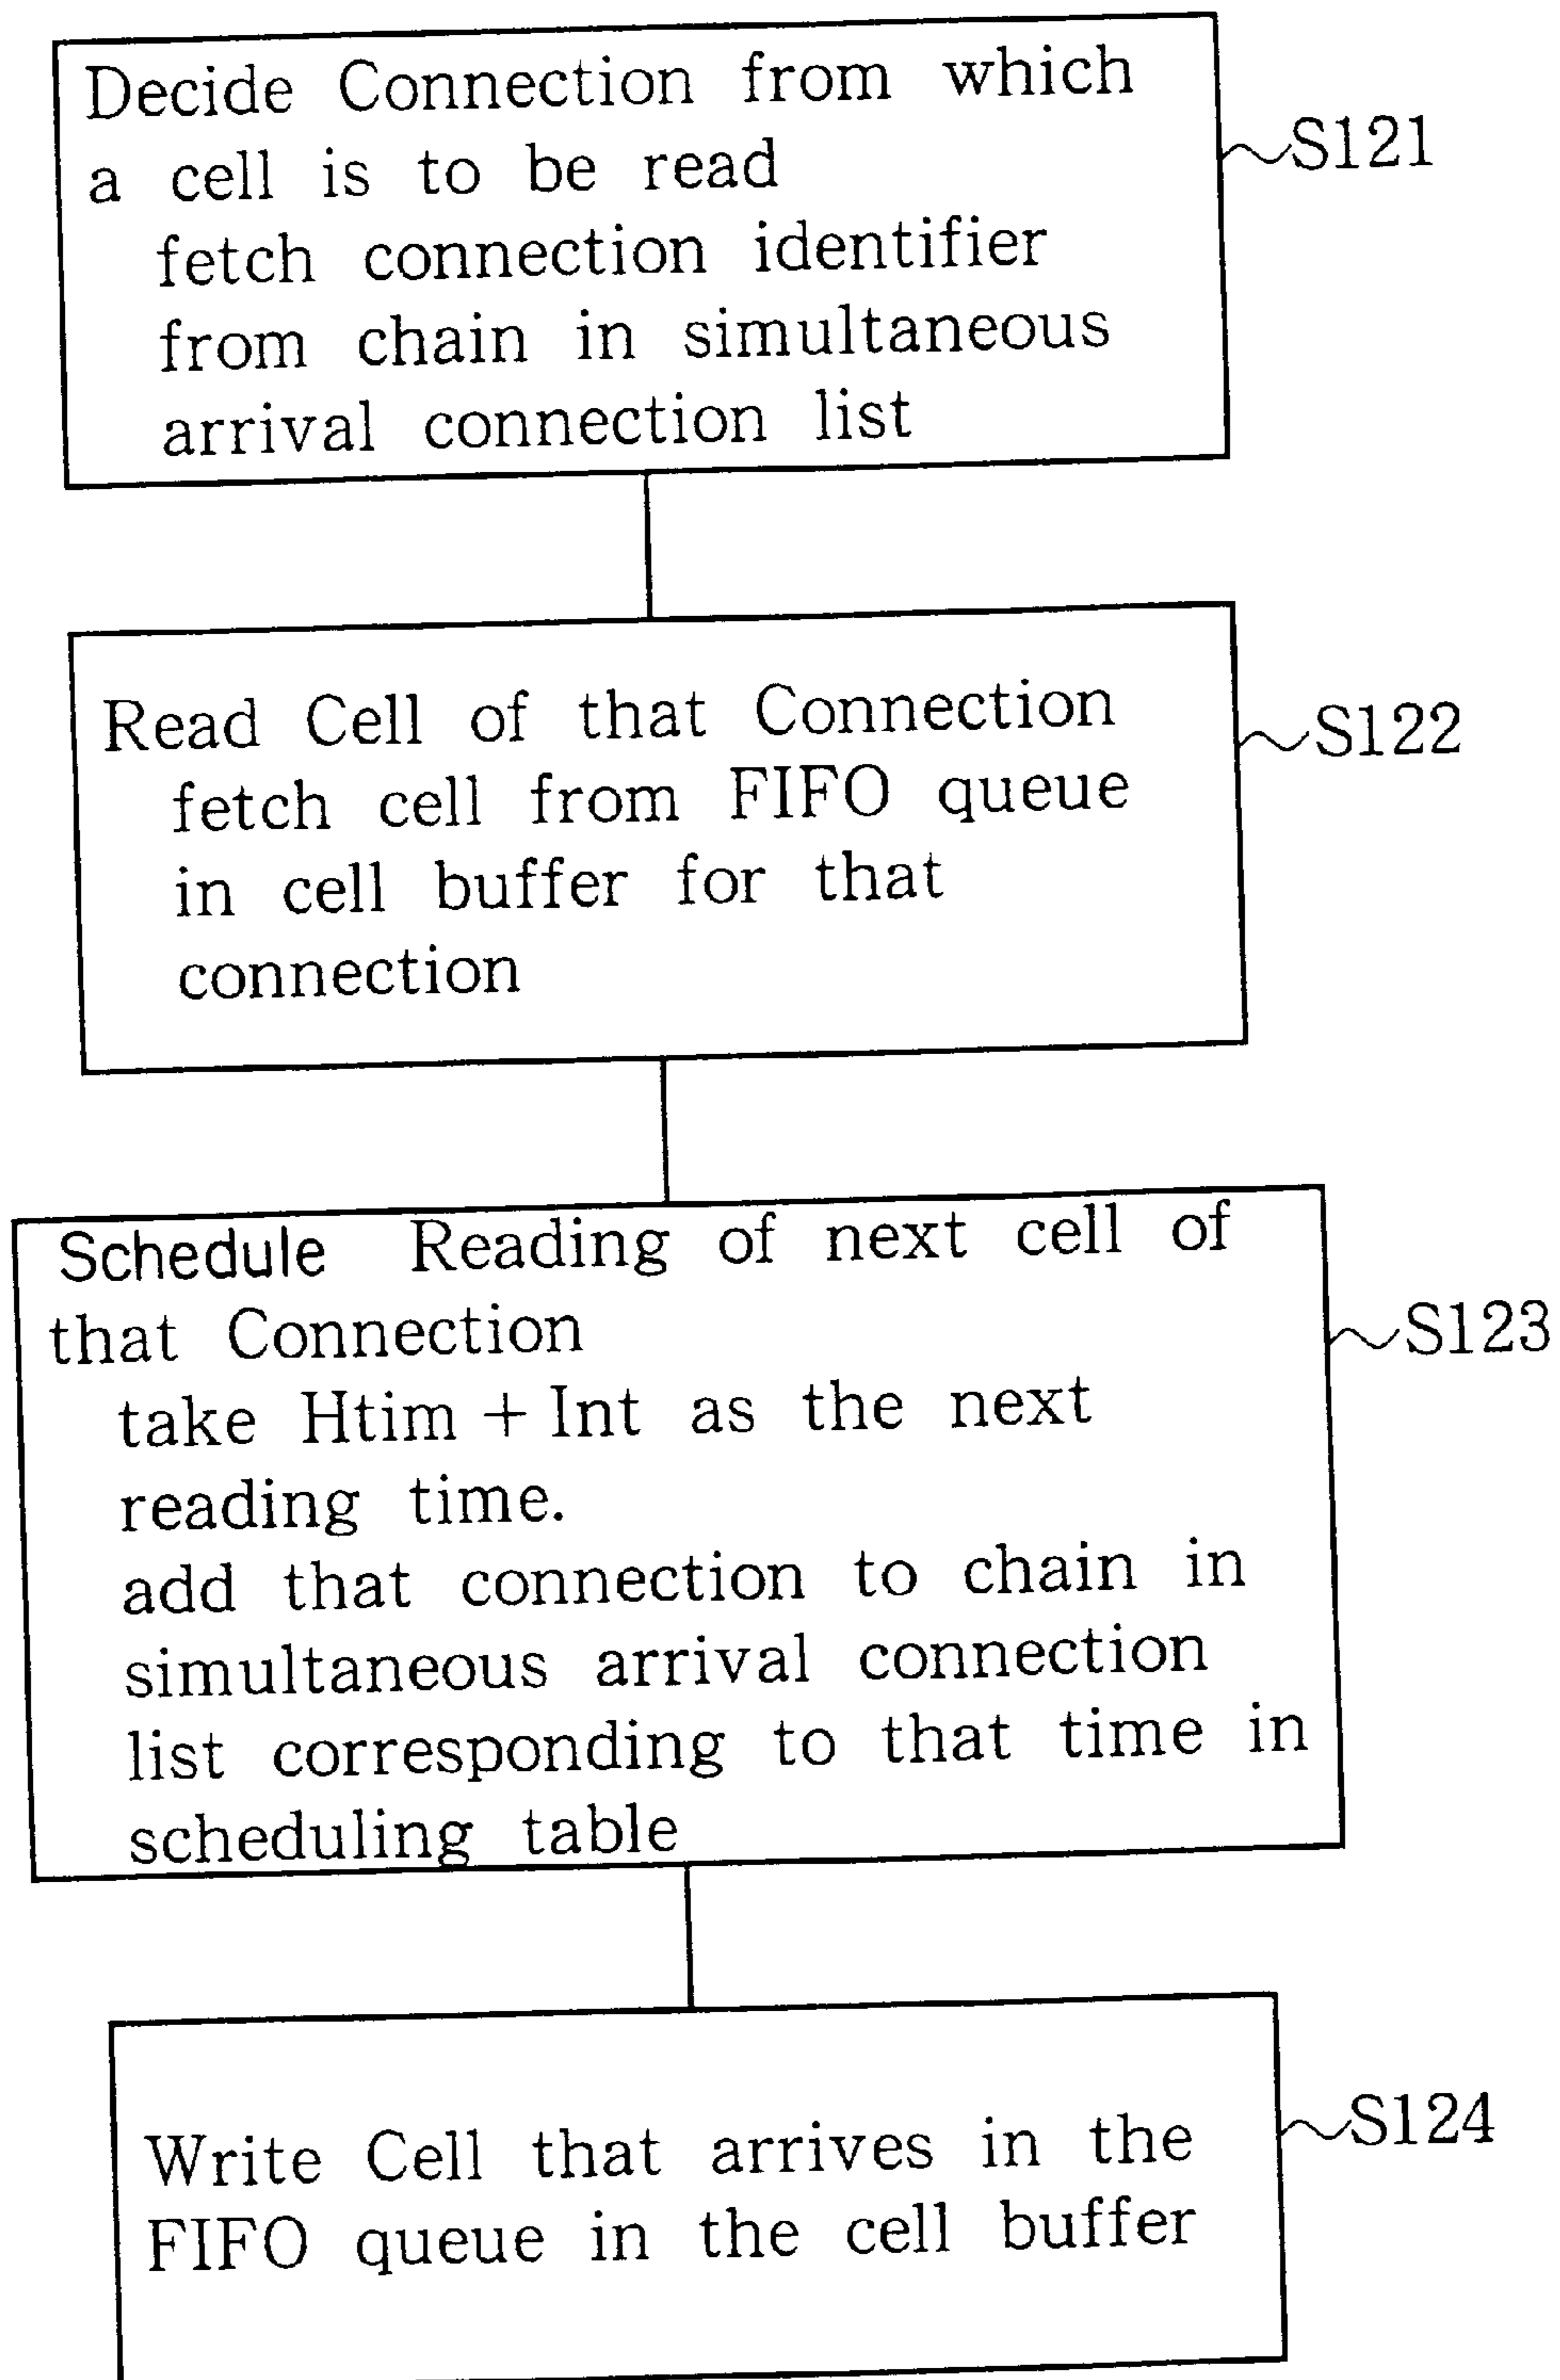 Decide Connection from which
a cell is to be read
fetch connection identifier
from chain in simultaneous
arrival connection list
S121
Read Cell of that Connection
fetch cell from FIFO queue
in cell buffer for that
connection
S122
Schedule Reading of next cell of
that Connection
take Htim + Int as the next
reading time.
add that connection to chain in
simultaneous arrival connection
list corresponding to that time in
scheduling table
S123
Write Cell that arrives in the
FIFO queue in the cell buffer
S124